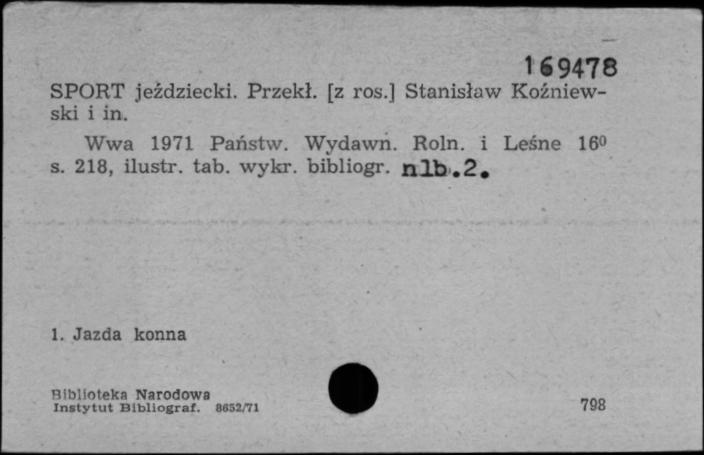 169478
SPORT jeździecki. Przekł. [z ros.] Stanisław Koźniew-
ski i in.
Wwa 1971 Państw. Wydawn. Roln. i Leśne 16⁰
s. 218, ilustr. tab. wykr. bibliogr. nlb.2.
1. Jazda konna
Biblioteka Narodowa
Instytut Bibliograf. 8652/71
798